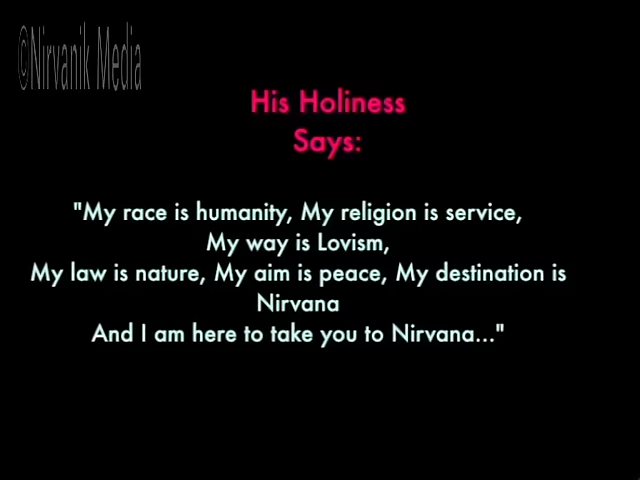 ©Nirvanik Media
His Holiness
Says:
"My race is humanity, My religion is service,
My way is Lovism,
My law is nature, My aim is peace, My destination is
Nirvana
And I am here to take you to Nirvana..."